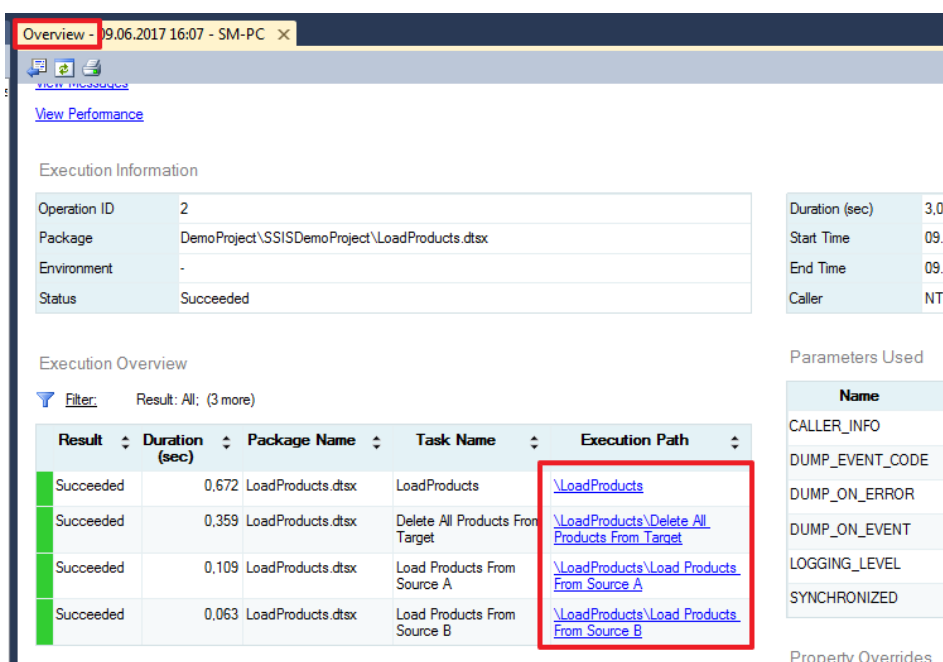 Overview - 09.06.2017 16:07 - SM-PC
View Messages
View Performance
Execution Information
Operation ID 2
Package DemoProject\SSISDemoProject\LoadProducts.dtsx
Environment -
Status Succeeded
Duration (sec) 3,0
Start Time 09.
End Time 09.
Caller NT
Execution Overview
Filter: Result: All; (3 more)
Result Duration (sec) Package Name Task Name Execution Path
Succeeded 0,672 LoadProducts.dtsx LoadProducts \LoadProducts
Succeeded 0,359 LoadProducts.dtsx Delete All Products From \LoadProducts\Delete All
Target Products From Target
Succeeded 0,109 LoadProducts.dtsx Load Products From \LoadProducts\Load Products
Source A From Source A
Succeeded 0,063 LoadProducts.dtsx Load Products From \LoadProducts\Load Products
Source B From Source B
Parameters Used
Name
CALLER_INFO
DUMP_EVENT_CODE
DUMP_ON_ERROR
DUMP_ON_EVENT
LOGGING_LEVEL
SYNCHRONIZED
Property Overrides